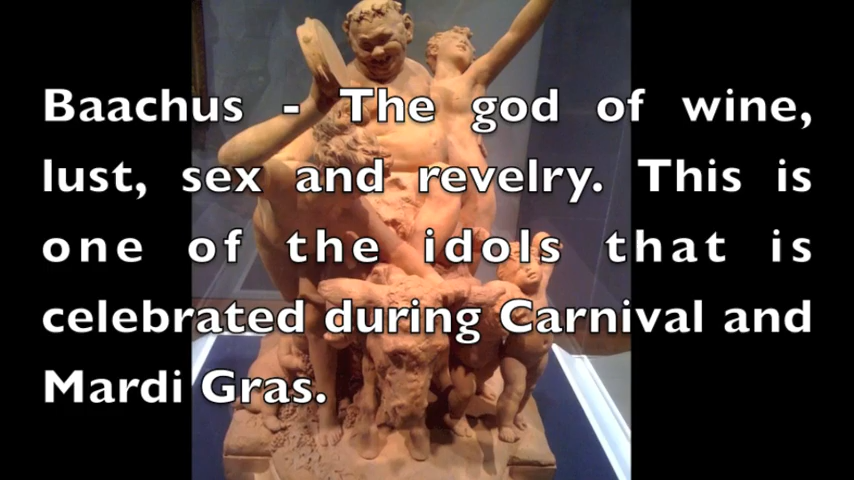 Baachus - The god of wine,
lust, sex and revelry. This is
one of the idols that is
celebrated during Carnival and
Mardi Gras.